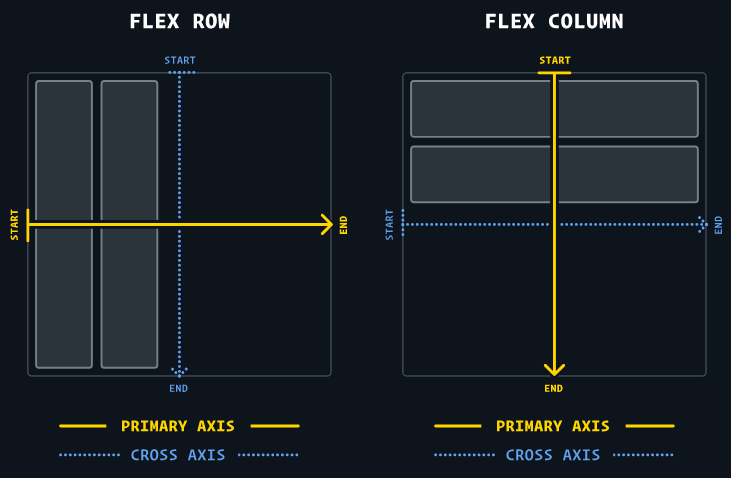 FLEX ROW
START
START
END
END
PRIMARY AXIS
CROSS AXIS
FLEX COLUMN
START
START
END
END
PRIMARY AXIS
CROSS AXIS